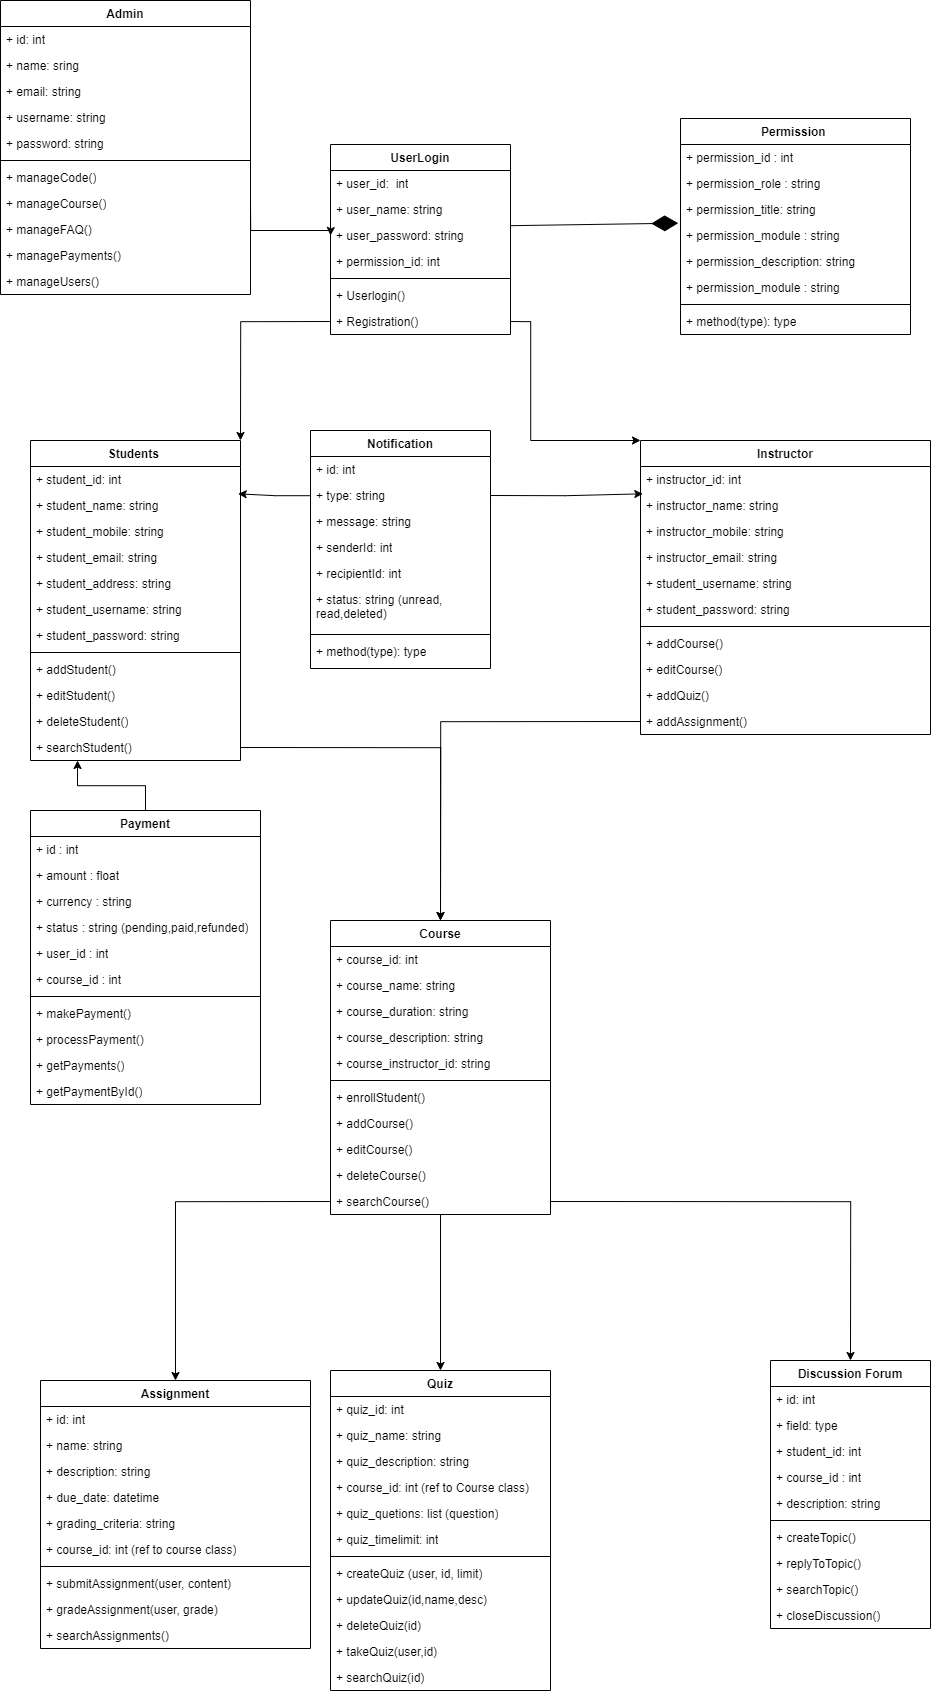 Admin
+ id: int
+ name: sring
+ email: string
+ username: string
+ password: string
+ manageCode()
+ manageCourse()
+ manageFAQ()
+ managePayments()
+ manageUsers()
UserLogin
+ user_id:  int
+ user_name: string
+ user_password: string
+ permission_id: int
+ Userlogin()
+ Registration()
Permission
+ permission_id : int
+ permission_role : string
+ permission_title: string
+ permission_module : string
+ permission_description: string
+ permission_module : string
+ method(type): type
Students
+ student_id: int
+ student_name: string
+ student_mobile: string
+ student_email: string
+ student_address: string
+ student_username: string
+ student_password: string
+ addStudent()
+ editStudent()
+ deleteStudent()
+ searchStudent()
Notification
+ id: int
+ type: string
+ message: string
+ senderId: int
+ recipientId: int
+ status: string (unread,
read,deleted)
+ method(type): type
Instructor
+ instructor_id: int
+ instructor_name: string
+ instructor_mobile: string
+ instructor_email: string
+ student_username: string
+ student_password: string
+ addCourse()
+ editCourse()
+ addQuiz()
+ addAssignment()
Payment
+ id : int
+ amount : float
+ currency : string
+ status : string (pending,paid,refunded)
+ user_id : int
+ course_id : int
+ makePayment()
+ processPayment()
+ getPayments()
+ getPaymentById()
Course
+ course_id: int
+ course_name: string
+ course_duration: string
+ course_description: string
+ course_instructor_id: string
+ enrollStudent()
+ addCourse()
+ editCourse()
+ deleteCourse()
+ searchCourse()
Assignment
+ id: int
+ name: string
+ description: string
+ due_date: datetime
+ grading_criteria: string
+ course_id: int (ref to course class)
+ submitAssignment(user, content)
+ gradeAssignment(user, grade)
+ searchAssignments()
Quiz
+ quiz_id: int
+ quiz_name: string
+ quiz_description: string
+ course_id: int (ref to Course class)
+ quiz_quetions: list (question)
+ quiz_timelimit: int
+ createQuiz (user, id, limit)
+ updateQuiz(id,name,desc)
+ deleteQuiz(id)
+ takeQuiz(user,id)
+ searchQuiz(id)
Discussion Forum
+ id: int
+ field: type
+ student_id: int
+ course_id : int
+ description: string
+ createTopic()
+ replyToTopic()
+ searchTopic()
+ closeDiscussion()